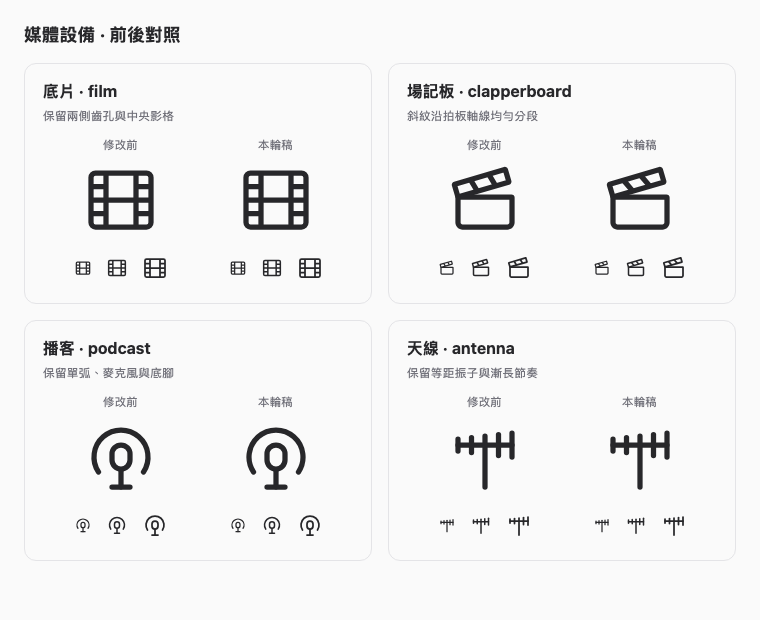 媒體設備 · 前後對照
底片 · film
保留兩側齒孔與中央影格
修改前
本輪稿
場記板 · clapperboard
斜紋沿拍板軸線均勻分段
修改前
本輪稿
播客 · podcast
保留單弧、麥克風與底腳
修改前
本輪稿
天線 · antenna
保留等距振子與漸長節奏
修改前
本輪稿